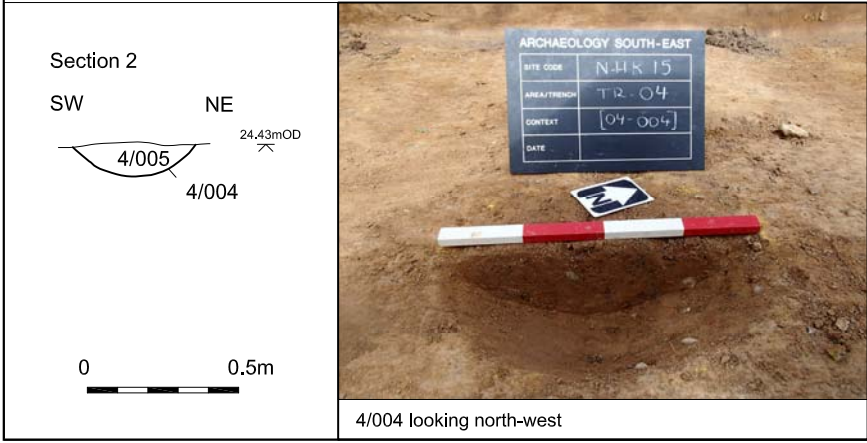 Section 2
SW NE
24.43mOD
4/005
4/004
0 0.5m
ARCHAEOLOGY SOUTH-EAST
SITE CODE NHK 15
AREA/TRENCH TR-04
CONTEXT [04-004]
DATE
N
4/004 looking north-west